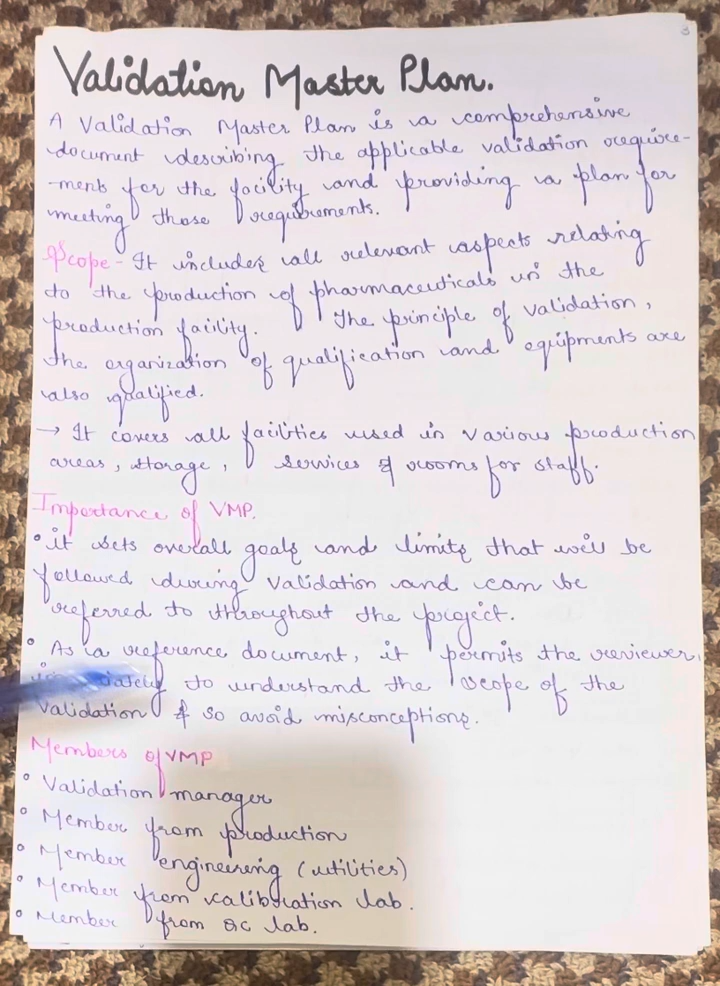 Validation Master Plan.
A Validation Master Plan is a comprehensive
document describing the applicable validation require-
-ments for the facility and providing a plan for
meeting those requirements.
Scope - It includes all relevant aspects relating
to the production of pharmaceuticals in the
production facility. The principle of validation,
the organization of qualification and equipments are
also qualified.
→ It covers all facilities used in various production
areas, storage, services & rooms for staff.
Importance of VMP.
• it sets overall goals and limits that will be
followed during validation and can be
referred to throughout the project.
• As a reference document, it permits the reviewer
to understand the scope of the
validation & so avoid misconceptions.
Members of VMP
• Validation manager
• Member from production
• Member engineering (utilities)
• Member from calibration lab.
• Member from QC lab.